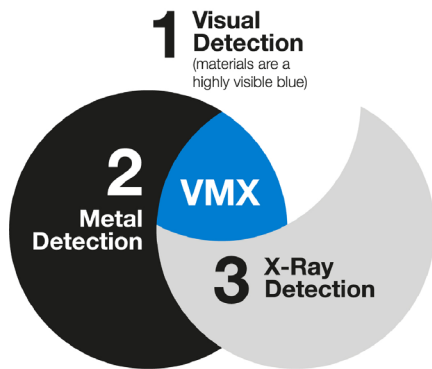 1 Visual
Detection
(materials are a
highly visible blue)
2
Metal
Detection
VMX
3 X-Ray
Detection